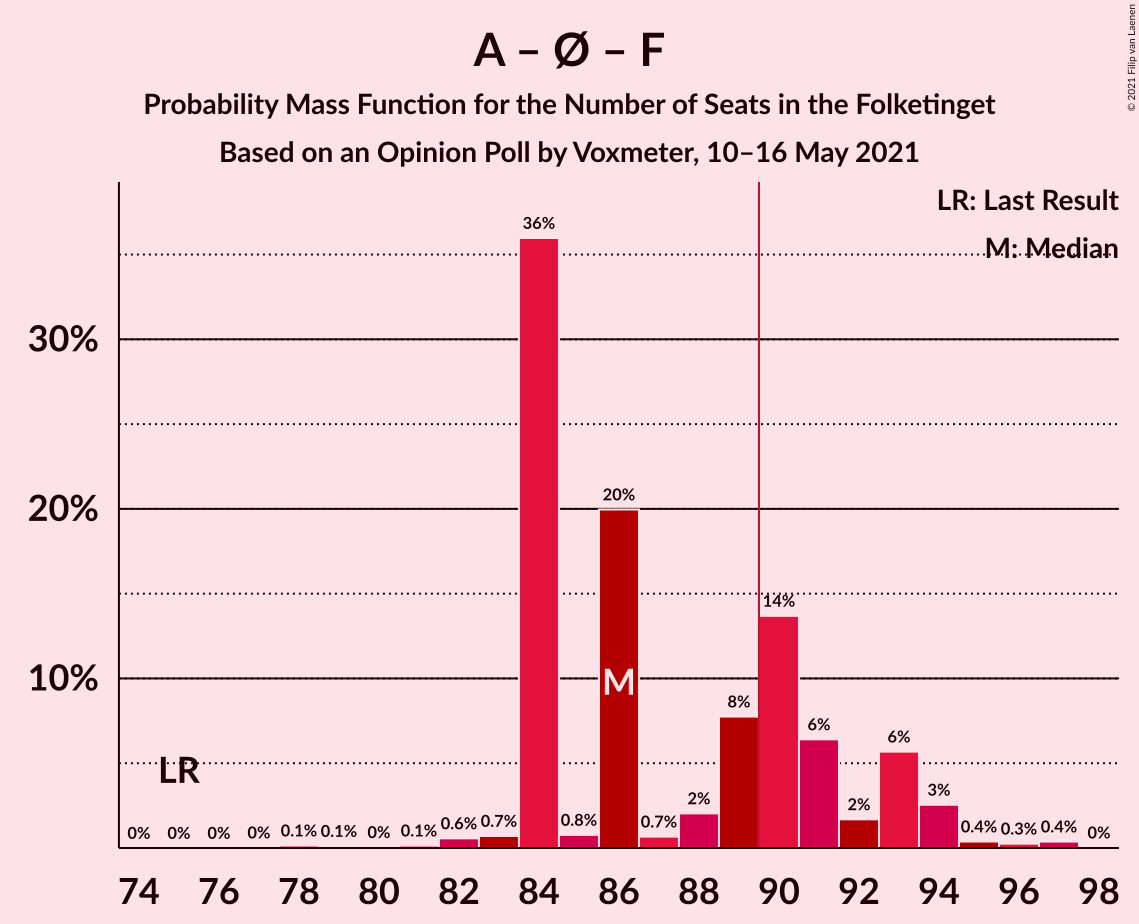 A – Ø – F
Probability Mass Function for the Number of Seats in the Folketinget
Based on an Opinion Poll by Voxmeter, 10–16 May 2021
© 2021 Filip van Laenen
LR: Last Result
M: Median
36%
30%
20%
20%
14%
10%
M
8%
6%
6%
LR
3%
2%
2%
0% 0% 0% 0% 0.1% 0.1% 0% 0.1% 0.6% 0.7% 0.8% 0.7% 0.4% 0.3% 0.4% 0%
74 76 78 80 82 84 86 88 90 92 94 96 98